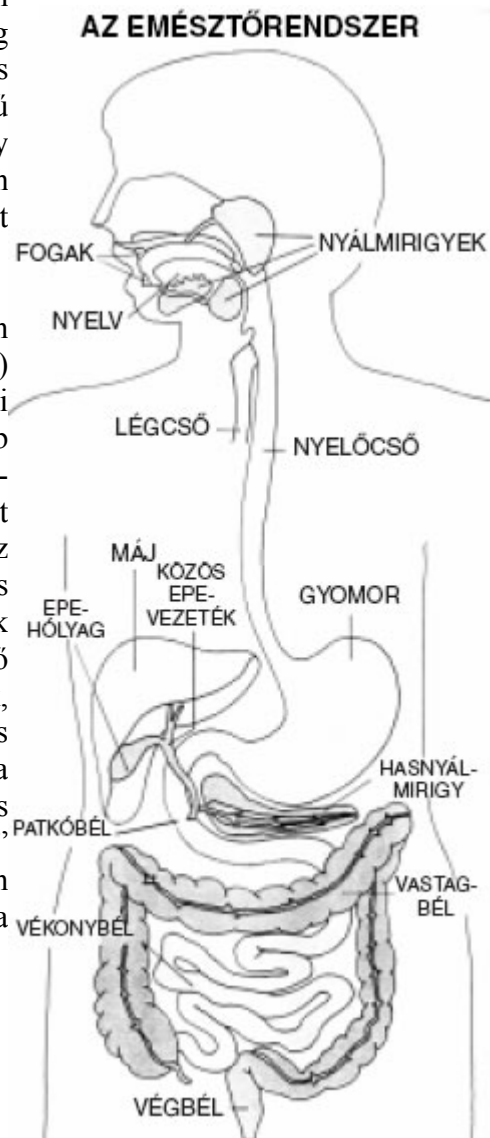 AZ EMÉSZTŐRENDSZER
FOGAK
NYÁLMIRIGYEK
NYELV
LÉGCSŐ
NYELŐCSŐ
MÁJ
KÖZÖS
EPE-
VEZETÉK
EPE-
HÓLYAG
GYOMOR
HASNYÁL-
MIRIGY
PATKÓBÉL
VASTAG-
BÉL
VÉKONYBÉL
VÉGBÉL